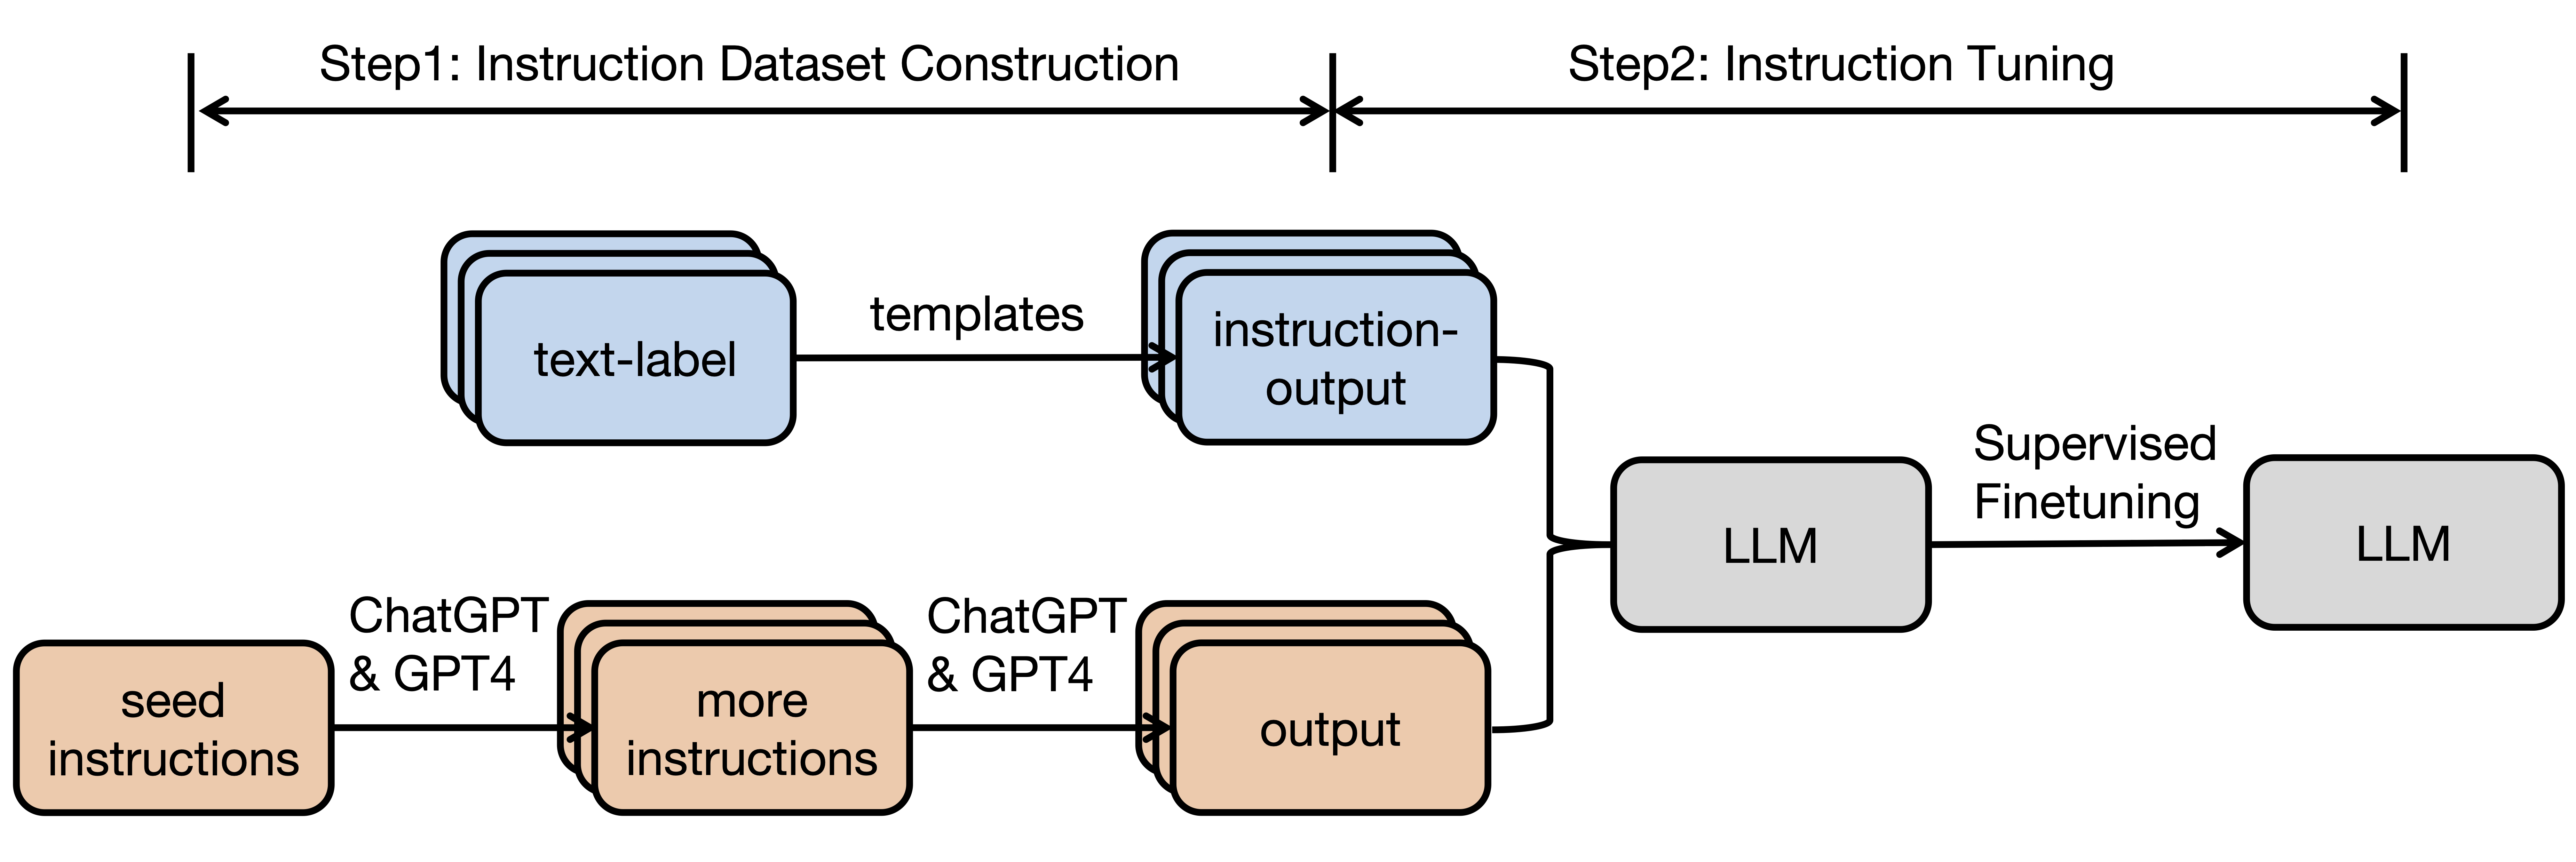 Step1: Instruction Dataset Construction
Step2: Instruction Tuning
text-label
templates
instruction-
output
seed
instructions
ChatGPT
& GPT4
more
instructions
ChatGPT
& GPT4
output
LLM
Supervised
Finetuning
LLM